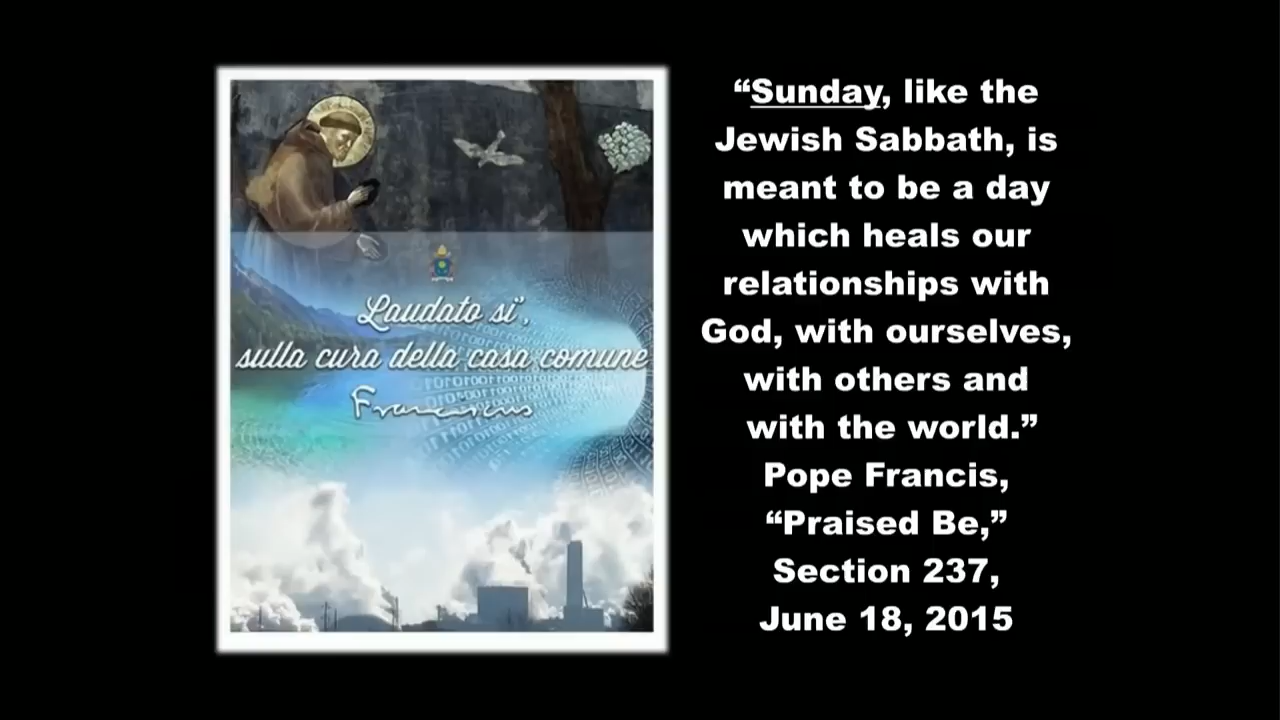 Laudato si',
sulla cura della casa comune
Franciscus
“Sunday, like the
Jewish Sabbath, is
meant to be a day
which heals our
relationships with
God, with ourselves,
with others and
with the world.”
Pope Francis,
“Praised Be,”
Section 237,
June 18, 2015